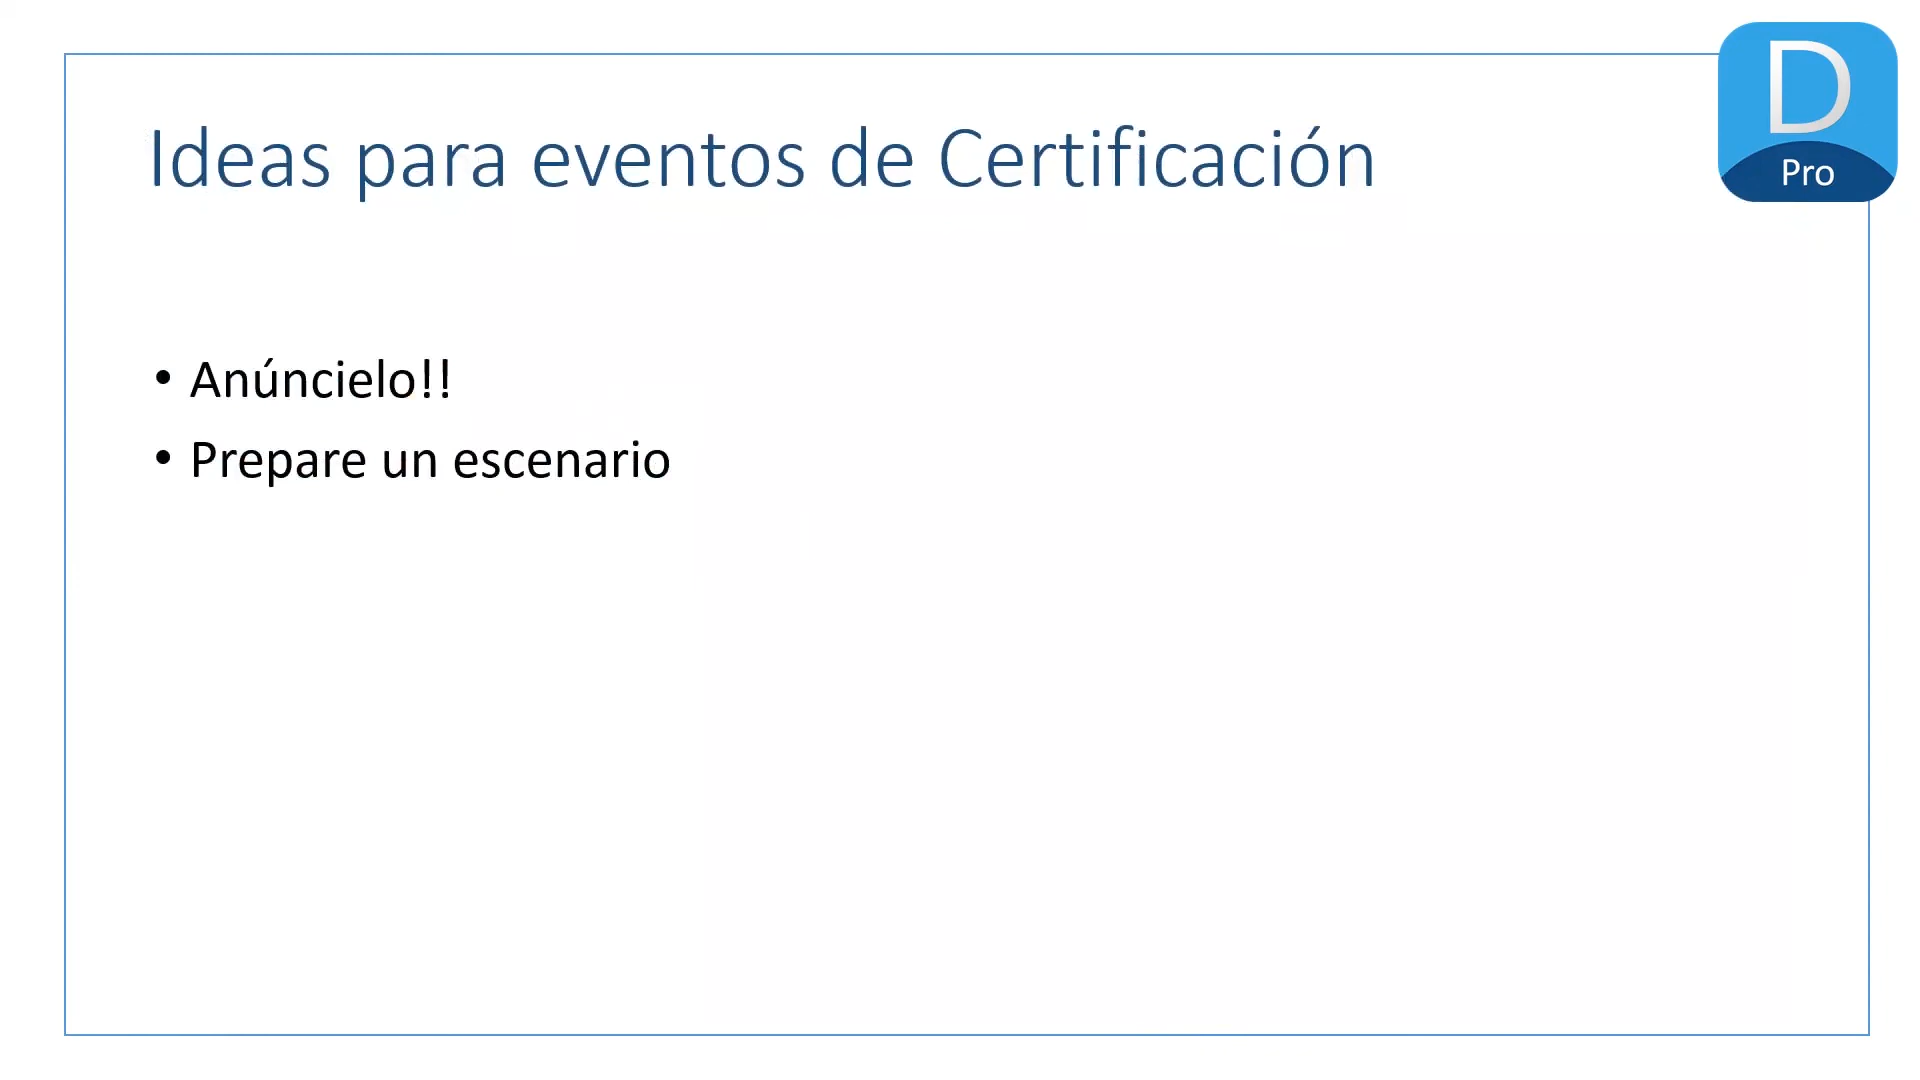 D
Pro
Ideas para eventos de Certificación
• Anúncielo!!
• Prepare un escenario